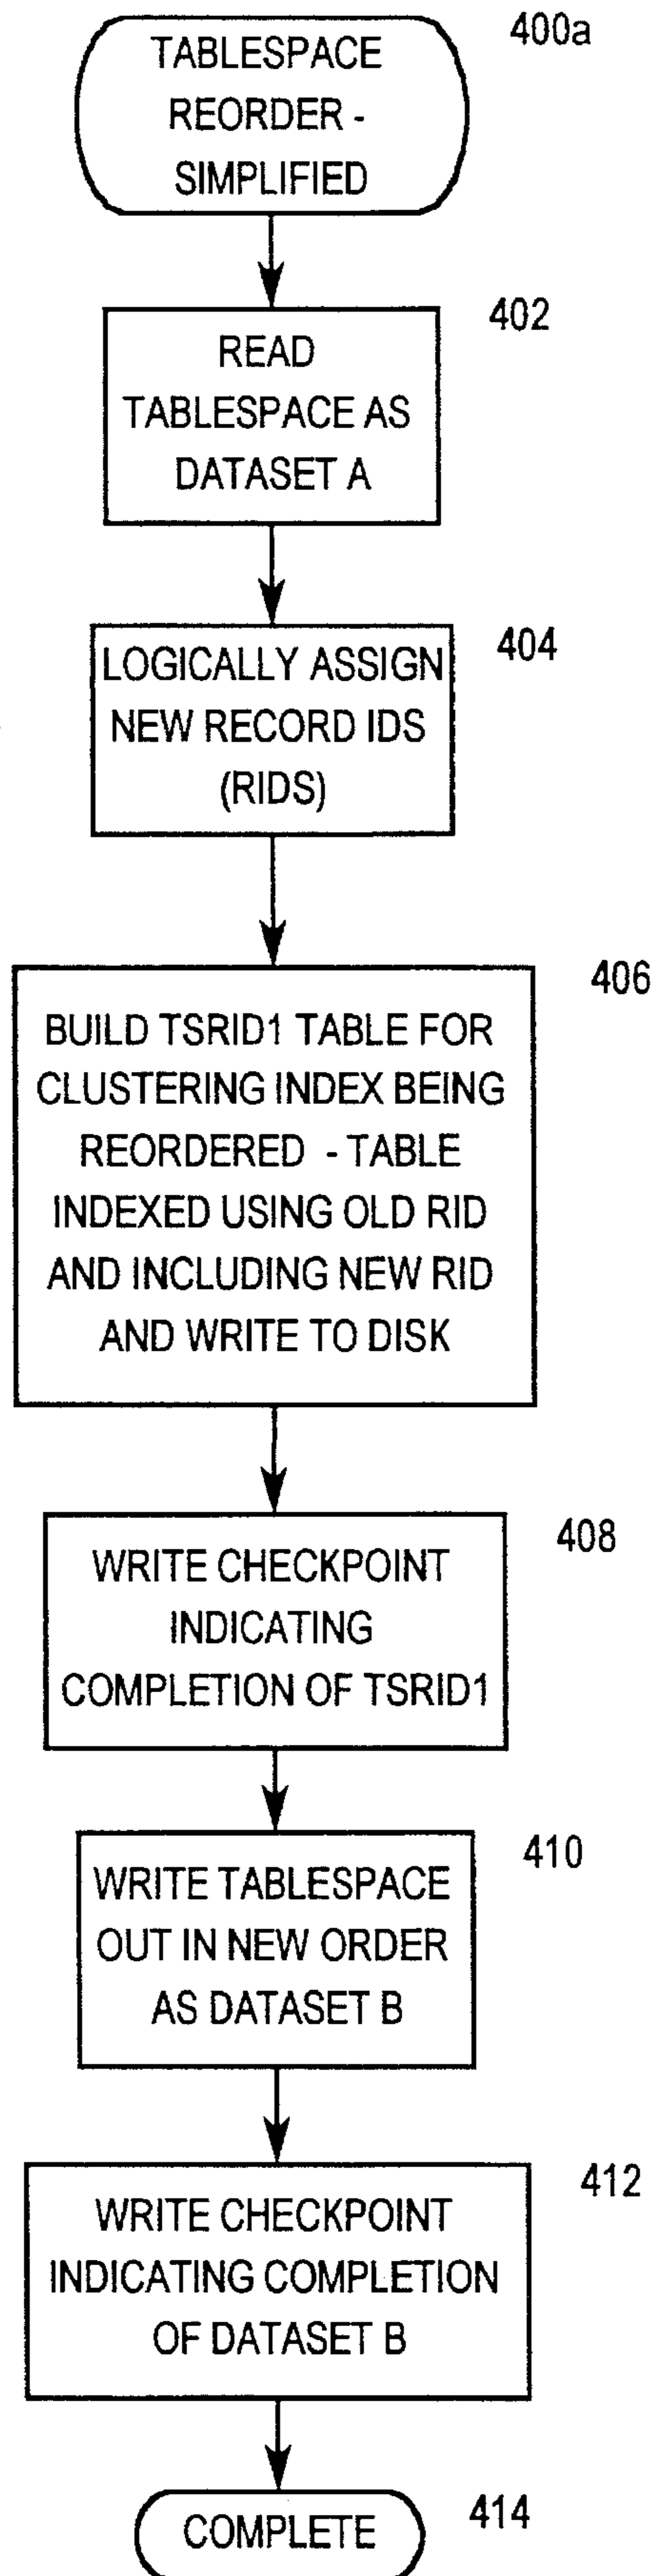 400a
TABLESPACE
REORDER -
SIMPLIFIED
402
READ
TABLESPACE AS
DATASET A
404
LOGICALLY ASSIGN
NEW RECORD IDS
(RIDS)
406
BUILD TSRID1 TABLE FOR
CLUSTERING INDEX BEING
REORDERED - TABLE
INDEXED USING OLD RID
AND INCLUDING NEW RID
AND WRITE TO DISK
408
WRITE CHECKPOINT
INDICATING
COMPLETION OF TSRID1
410
WRITE TABLESPACE
OUT IN NEW ORDER
AS DATASET B
412
WRITE CHECKPOINT
INDICATING COMPLETION
OF DATASET B
414
COMPLETE